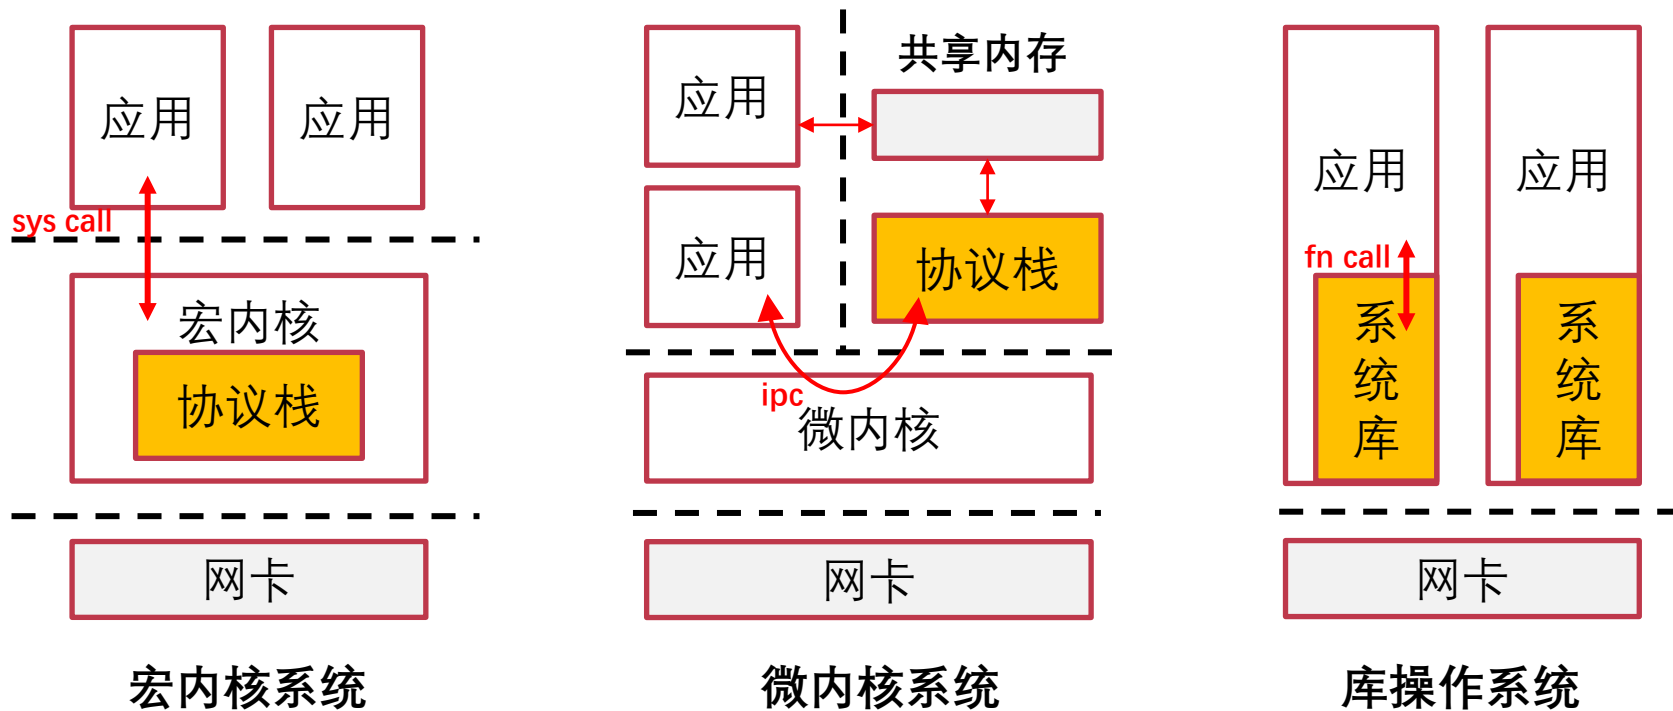 应用
应用
sys call
宏内核
协议栈
网卡
宏内核系统
应用
共享内存
应用
协议栈
ipc
微内核
网卡
微内核系统
应用
应用
fn call
系统库
系统库
网卡
库操作系统